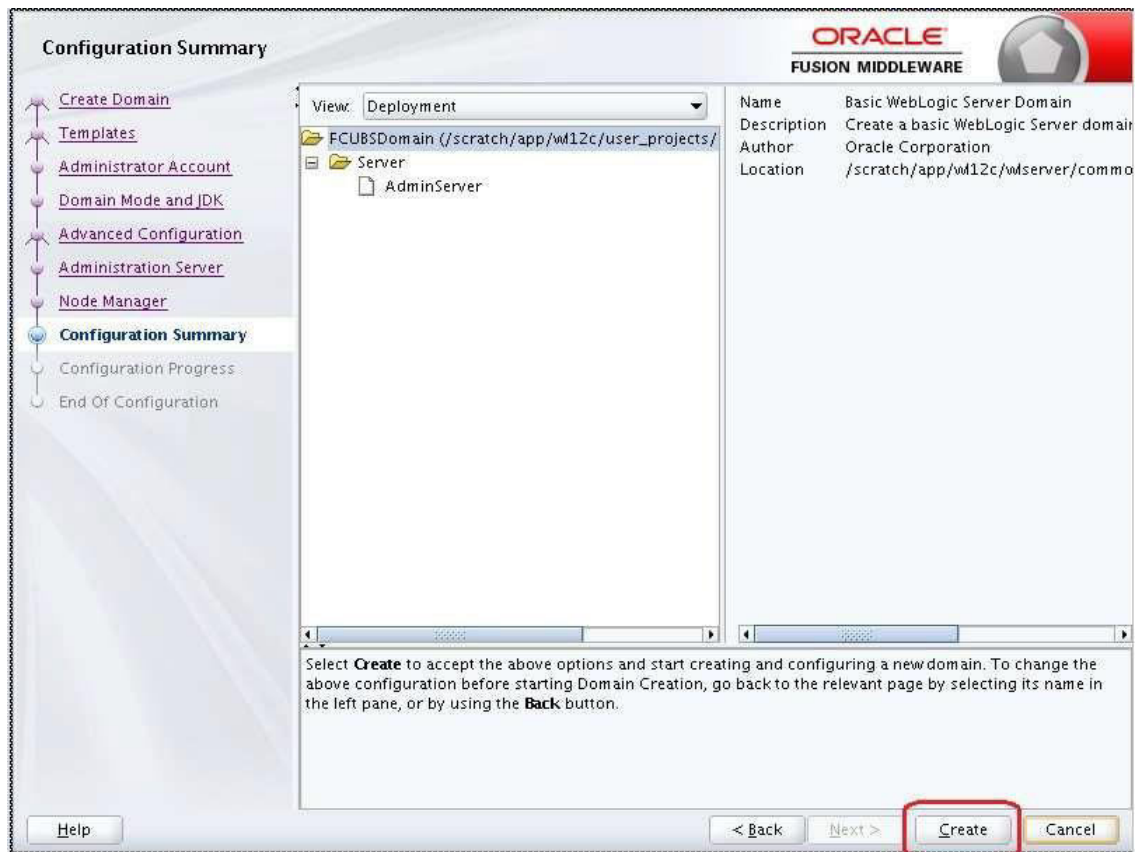 Configuration Summary
ORACLE
FUSION MIDDLEWARE
Create Domain
Templates
Administrator Account
Domain Mode and JDK
Advanced Configuration
Administration Server
Node Manager
Configuration Summary
Configuration Progress
End Of Configuration
View: Deployment
FCUBSDomain (/scratch/app/wl12c/user_projects/
Server
AdminServer
Name Basic WebLogic Server Domain
Description Create a basic WebLogic Server domain
Author Oracle Corporation
Location /scratch/app/wl12c/wlserver/commo
Select Create to accept the above options and start creating and configuring a new domain. To change the
above configuration before starting Domain Creation, go back to the relevant page by selecting its name in
the left pane, or by using the Back button.
Help
< Back
Next >
Create
Cancel